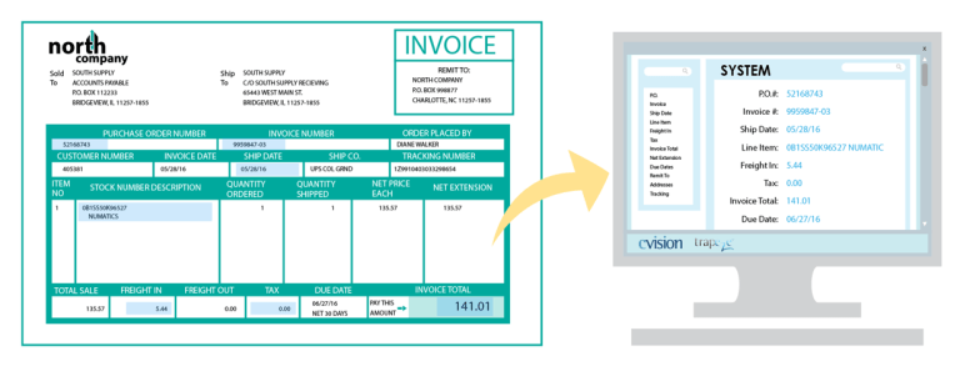 north
company
INVOICE
Sold To
SOUTH SUPPLY
ACCOUNTS PAYABLE
P.O. BOX 112233
BRIDGEVIEW, IL 11257-1855
Ship To
SOUTH SUPPLY
C/O SOUTH SUPPLY RECIEVING
65443 WEST MAIN ST.
BRIDGEVIEW, IL 11257-1855
REMIT TO:
NORTH COMPANY
P.O. BOX 998877
CHARLOTTE, NC 11257-1855
PURCHASE ORDER NUMBER INVOICE NUMBER ORDER PLACED BY
52168743 9959847-03 DIANE WALKER
CUSTOMER NUMBER INVOICE DATE SHIP DATE SHIP CO. TRACKING NUMBER
405381 05/28/16 05/28/16 UPS COL GRND
ITEM NO STOCK NUMBER DESCRIPTION QUANTITY ORDERED QUANTITY SHIPPED NET PRICE EACH NET EXTENSION
1 0B1S550K96527 1 1 135.57 135.57
NUMATICS
TOTAL SALE FREIGHT IN FREIGHT OUT TAX DUE DATE INVOICE TOTAL
135.57 5.44 0.00 0.00 06/27/16 NET 30 DAYS PAY THIS AMOUNT 141.01
x
SYSTEM
P.O.
Invoice
Ship Date
Line Item
Freight In
Tax
Invoice Total
Net Extension
Due Dates
Remit To
Addresses
Tracking
P.O.#: 52168743
Invoice #: 9959847-03
Ship Date: 05/28/16
Line Item: 0B1S550K96527 NUMATIC
Freight In: 5.44
Tax: 0.00
Invoice Total: 141.01
Due Date: 06/27/16
cvision trapeze